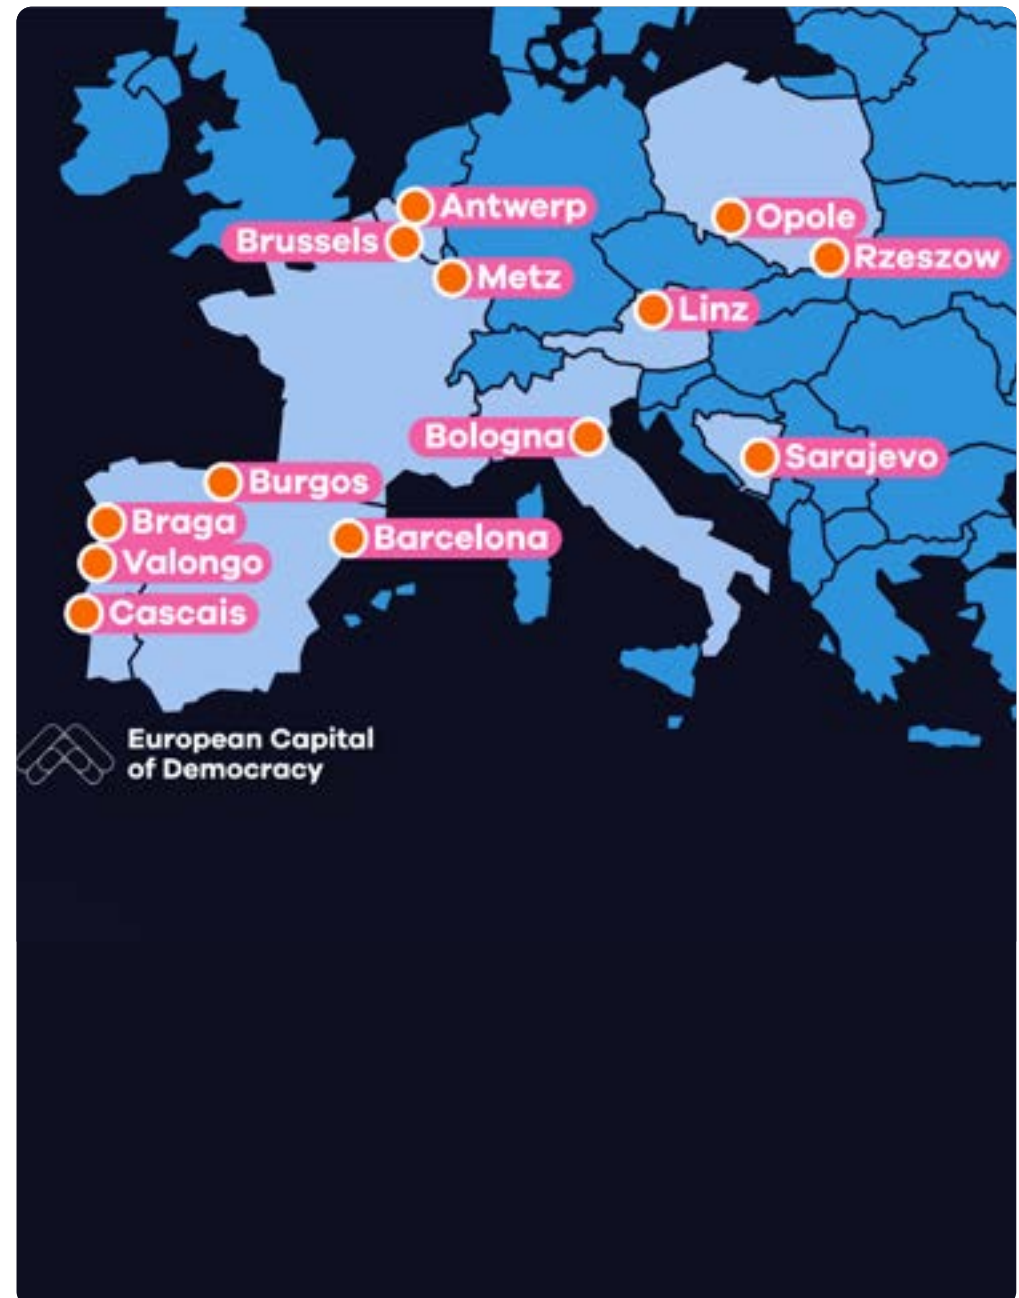 Antwerp
Opole
Brussels
Rzeszow
Metz
Linz
Bologna
Sarajevo
Burgos
Braga
Barcelona
Valongo
Cascais
European Capital
of Democracy